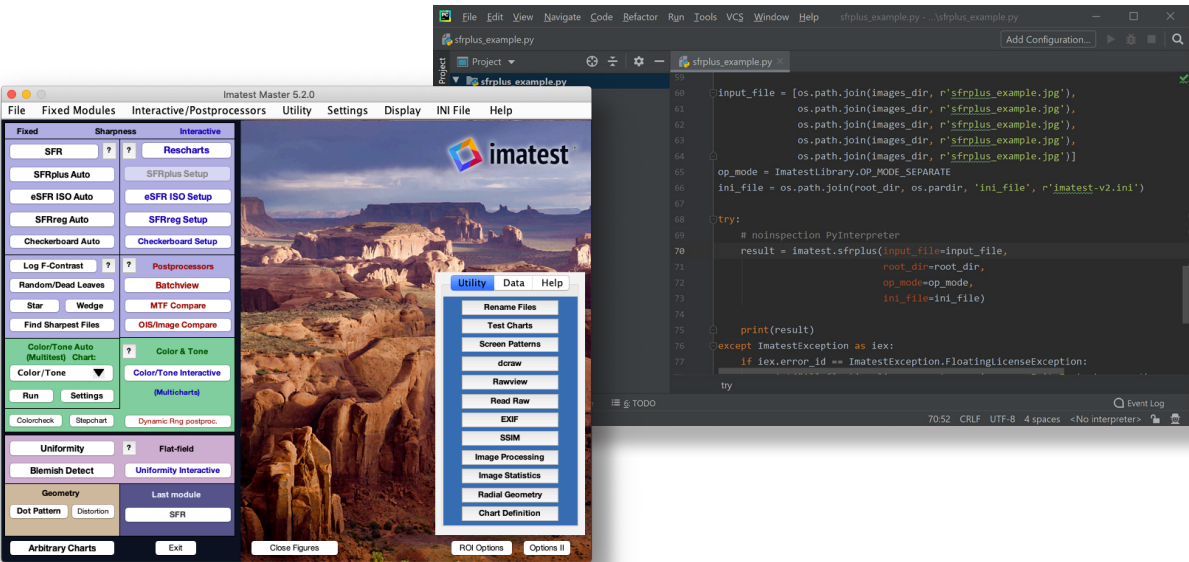 File Edit View Navigate Code Refactor Run Tools VCS Window Help sfrplus_example.py - ...\sfrplus_example.py
sfrplus_example.py
Add Configuration...
Project
Project
sfrplus_example.py
sfrplus_example.py
59
60 input_file = [os.path.join(images_dir, r'sfrplus_example.jpg'),
61 os.path.join(images_dir, r'sfrplus_example.jpg'),
62 os.path.join(images_dir, r'sfrplus_example.jpg'),
63 os.path.join(images_dir, r'sfrplus_example.jpg'),
64 os.path.join(images_dir, r'sfrplus_example.jpg')]
65 op_mode = ImatestLibrary.OP_MODE_SEPARATE
66 ini_file = os.path.join(root_dir, os.pardir, 'ini_file', r'imatest-v2.ini')
67
68 try:
69 # noinspection PyInterpreter
70 result = imatest.sfrplus(input_file=input_file,
71 root_dir=root_dir,
72 op_mode=op_mode,
73 ini_file=ini_file)
74
75 print(result)
76 except ImatestException as iex:
77 if iex.error_id == ImatestException.FloatingLicenseException:
try
6: TODO
Event Log
70:52 CRLF UTF-8 4 spaces <No interpreter>
Imatest Master 5.2.0
File Fixed Modules Interactive/Postprocessors Utility Settings Display INI File Help
Fixed Sharpness Interactive
SFR ? ? Rescharts
SFRplus Auto SFRplus Setup
eSFR ISO Auto eSFR ISO Setup
SFRreg Auto SFRreg Setup
Checkerboard Auto Checkerboard Setup
Log F-Contrast ? ? Postprocessors
Random/Dead Leaves Batchview
Star Wedge MTF Compare
Find Sharpest Files OIS/Image Compare
Color/Tone Auto
(Multitest) Chart:
? Color & Tone
Color/Tone Color/Tone Interactive
Run Settings (Multicharts)
Colorcheck Stepchart Dynamic Rng postproc.
Uniformity ? Flat-field
Blemish Detect Uniformity Interactive
Geometry Last module
Dot Pattern Distortion SFR
Arbitrary Charts Exit Close Figures ROI Options Options II
imatest
Utility Data Help
Rename Files
Test Charts
Screen Patterns
dcraw
Rawview
Read Raw
EXIF
SSIM
Image Processing
Image Statistics
Radial Geometry
Chart Definition